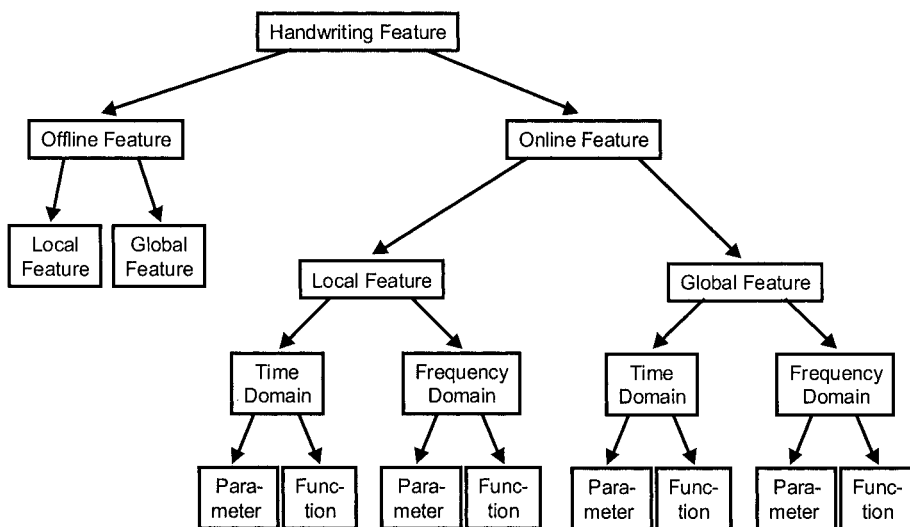 Handwriting Feature
Offline Feature
Online Feature
Local
Feature
Global
Feature
Local Feature
Global Feature
Time
Domain
Frequency
Domain
Time
Domain
Frequency
Domain
Para-
meter
Func-
tion
Para-
meter
Func-
tion
Para-
meter
Func-
tion
Para-
meter
Func-
tion